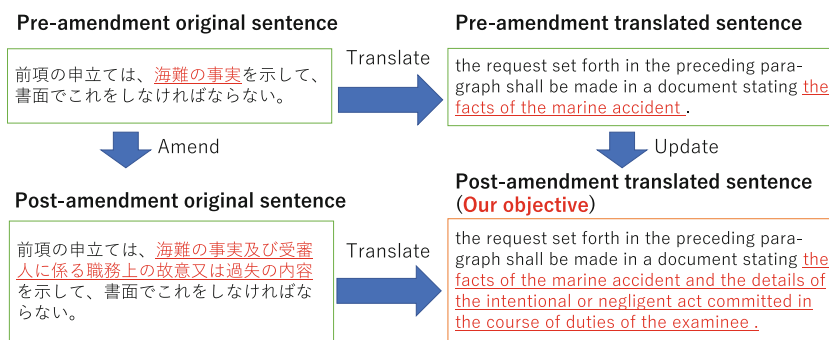 Pre-amendment original sentence
前項の申立ては、海難の事実を示して、
書面でこれをしなければならない。
Translate
Pre-amendment translated sentence
the request set forth in the preceding para-
graph shall be made in a document stating the
facts of the marine accident .
Amend
Update
Post-amendment original sentence
前項の申立ては、海難の事実及び受審
人に係る職務上の故意又は過失の内容
を示して、書面でこれをしなければな
らない。
Translate
Post-amendment translated sentence
(Our objective)
the request set forth in the preceding para-
graph shall be made in a document stating the
facts of the marine accident and the details of
the intentional or negligent act committed in
the course of duties of the examinee .